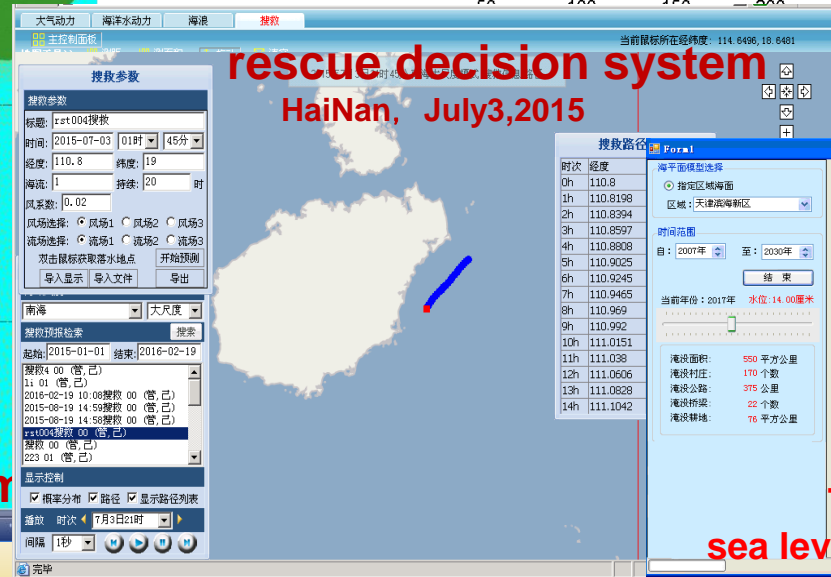 50 100 150 200
大气动力 海洋水动力 海浪 搜救
主控制面板
当前鼠标所在经纬度: 114.6496,18.6481
rescue decision system
HaiNan, July3,2015
搜救参数
搜救参数
标题: rst004搜救
时间: 2015-07-03 01时 45分
经度: 110.8 纬度: 19
海流: 1 持续: 20 时
风系数: 0.02
风场选择: 风场1 风场2 风场3
流场选择: 流场1 流场2 流场3
双击鼠标获取落水地点 开始预测
导入显示 导入文件 导出
南海 大尺度
搜救预报检索 搜索
起始: 2015-01-01 结束: 2016-02-19
搜救4 00 (管,己)
li 01 (管,己)
2016-02-19 10:08搜救 00 (管,己)
2015-08-19 14:59搜救 00 (管,己)
2015-08-19 14:58搜救 00 (管,己)
rst004搜救 00 (管,己)
搜救 00 (管,己)
223 01 (管,己)
显示控制
概率分布 路径 显示路径列表
播放 时次 7月3日21时
间隔 1秒
完毕
搜救路径
时次 经度
0h 110.8
1h 110.8198
2h 110.8394
3h 110.8597
4h 110.8808
5h 110.9025
6h 110.9245
7h 110.9465
8h 110.969
9h 110.992
10h 111.0151
11h 111.038
12h 111.0606
13h 111.0828
14h 111.1042
Form1
海平面模型选择
指定区域海面
区域: 天津滨海新区
时间范围
自: 2007年 至: 2030年
结 束
当前年份:2017年 水位:14.00厘米
淹没面积: 550 平方公里
淹没村庄: 170 个数
淹没公路: 375 公里
淹没桥梁: 22 个数
淹没耕地: 76 平方公里
sea lev